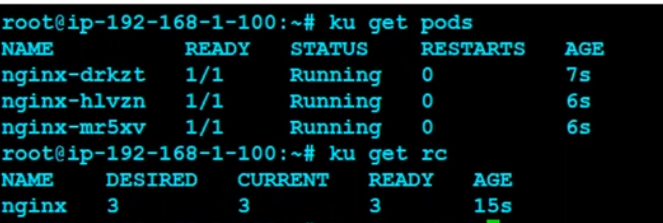 root@ip-192-168-1-100:~# ku get pods
NAME READY STATUS RESTARTS AGE
nginx-drkzt 1/1 Running 0 7s
nginx-hlvzn 1/1 Running 0 6s
nginx-mr5xv 1/1 Running 0 6s
root@ip-192-168-1-100:~# ku get rc
NAME DESIRED CURRENT READY AGE
nginx 3 3 3 15s